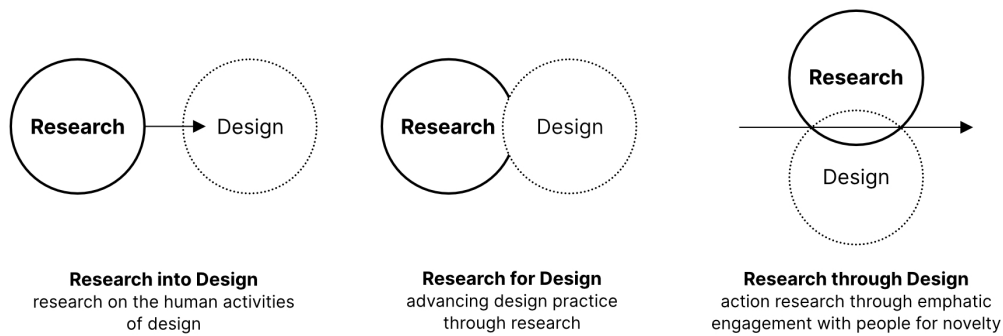 Research
Design
Research into Design
research on the human activities
of design
Research
Design
Research for Design
advancing design practice
through research
Research
Design
Research through Design
action research through emphatic
engagement with people for novelty